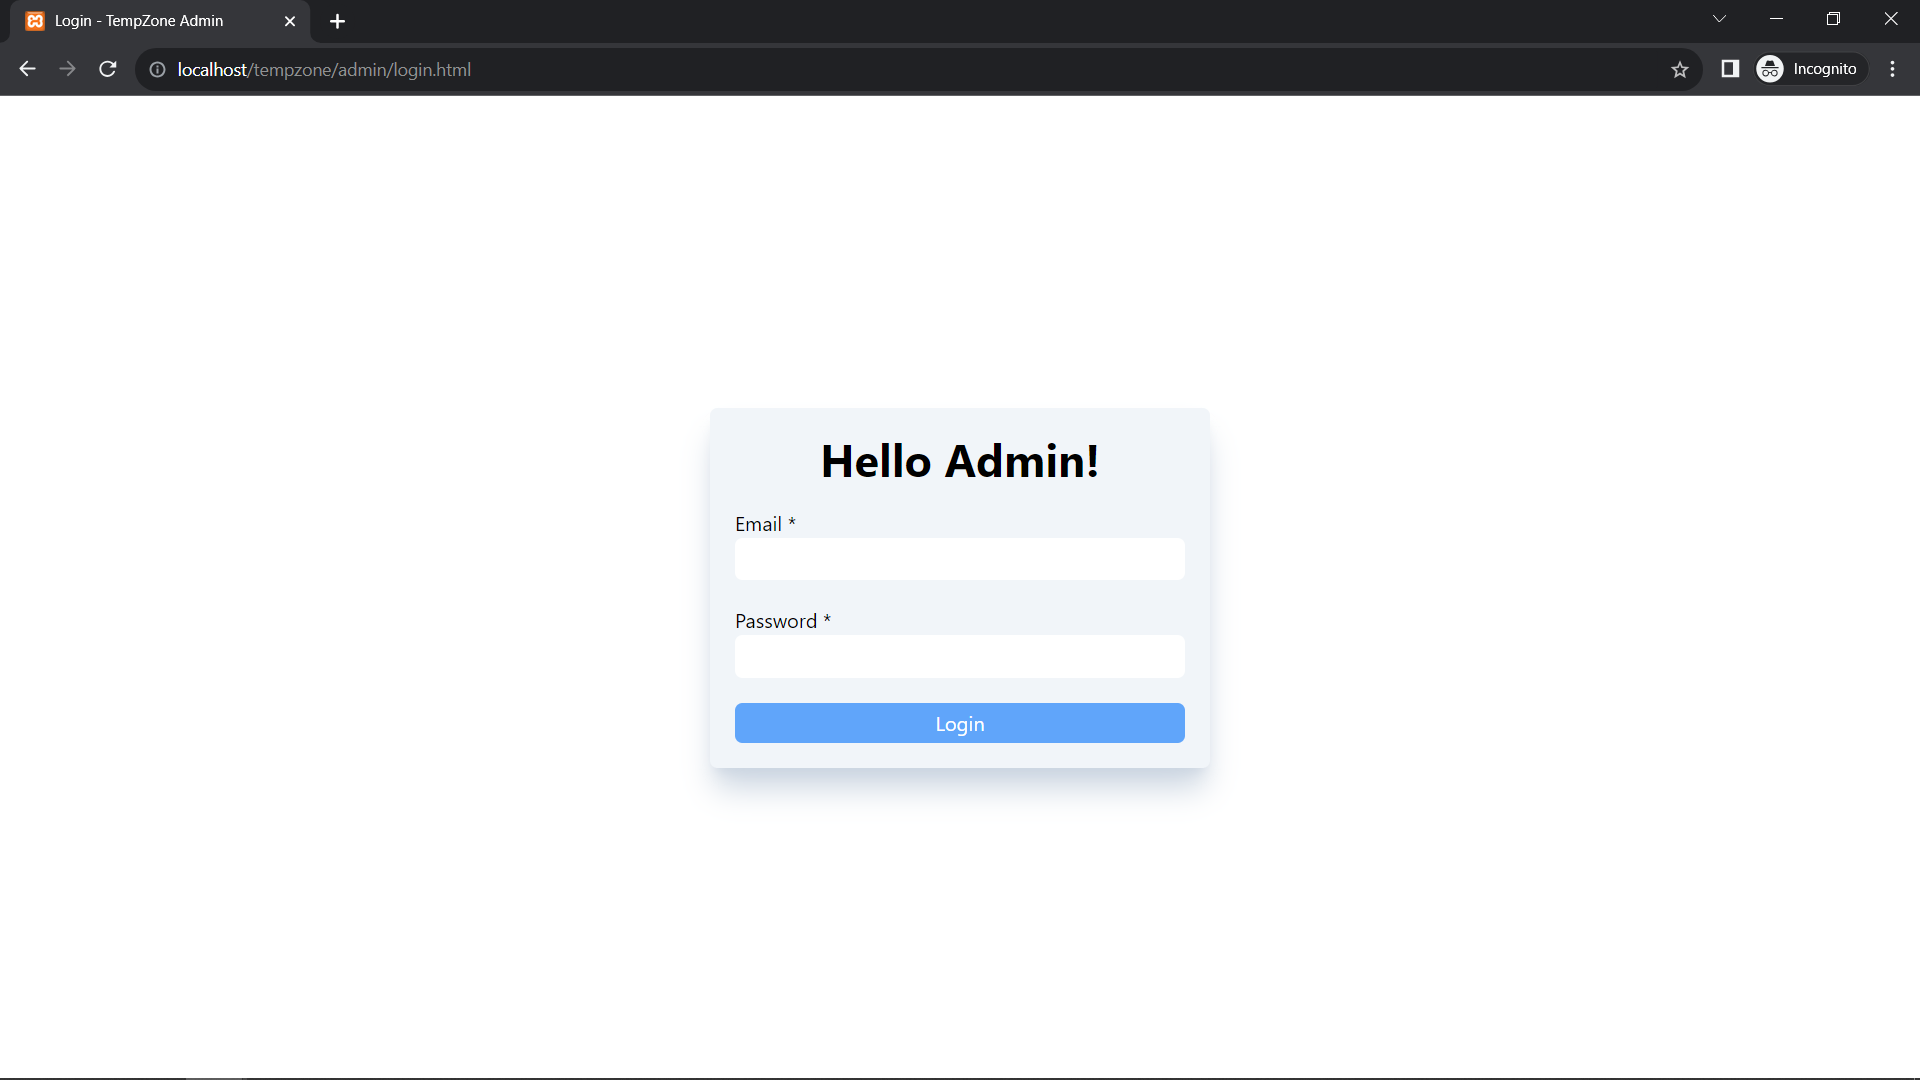 Login - TempZone Admin
localhost/tempzone/admin/login.html
Incognito
Hello Admin!
Email *
Password *
Login